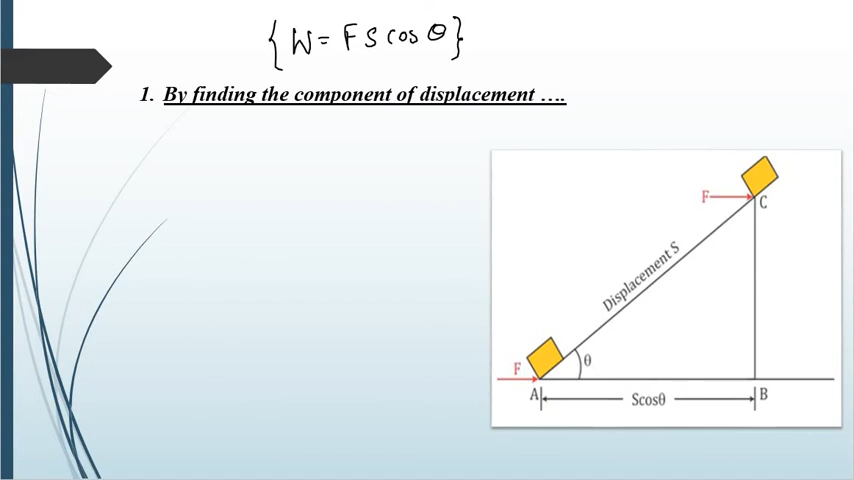 { W = F S cos θ }
1. By finding the component of displacement ….
F
C
Displacement S
F
θ
A
B
Scosθ